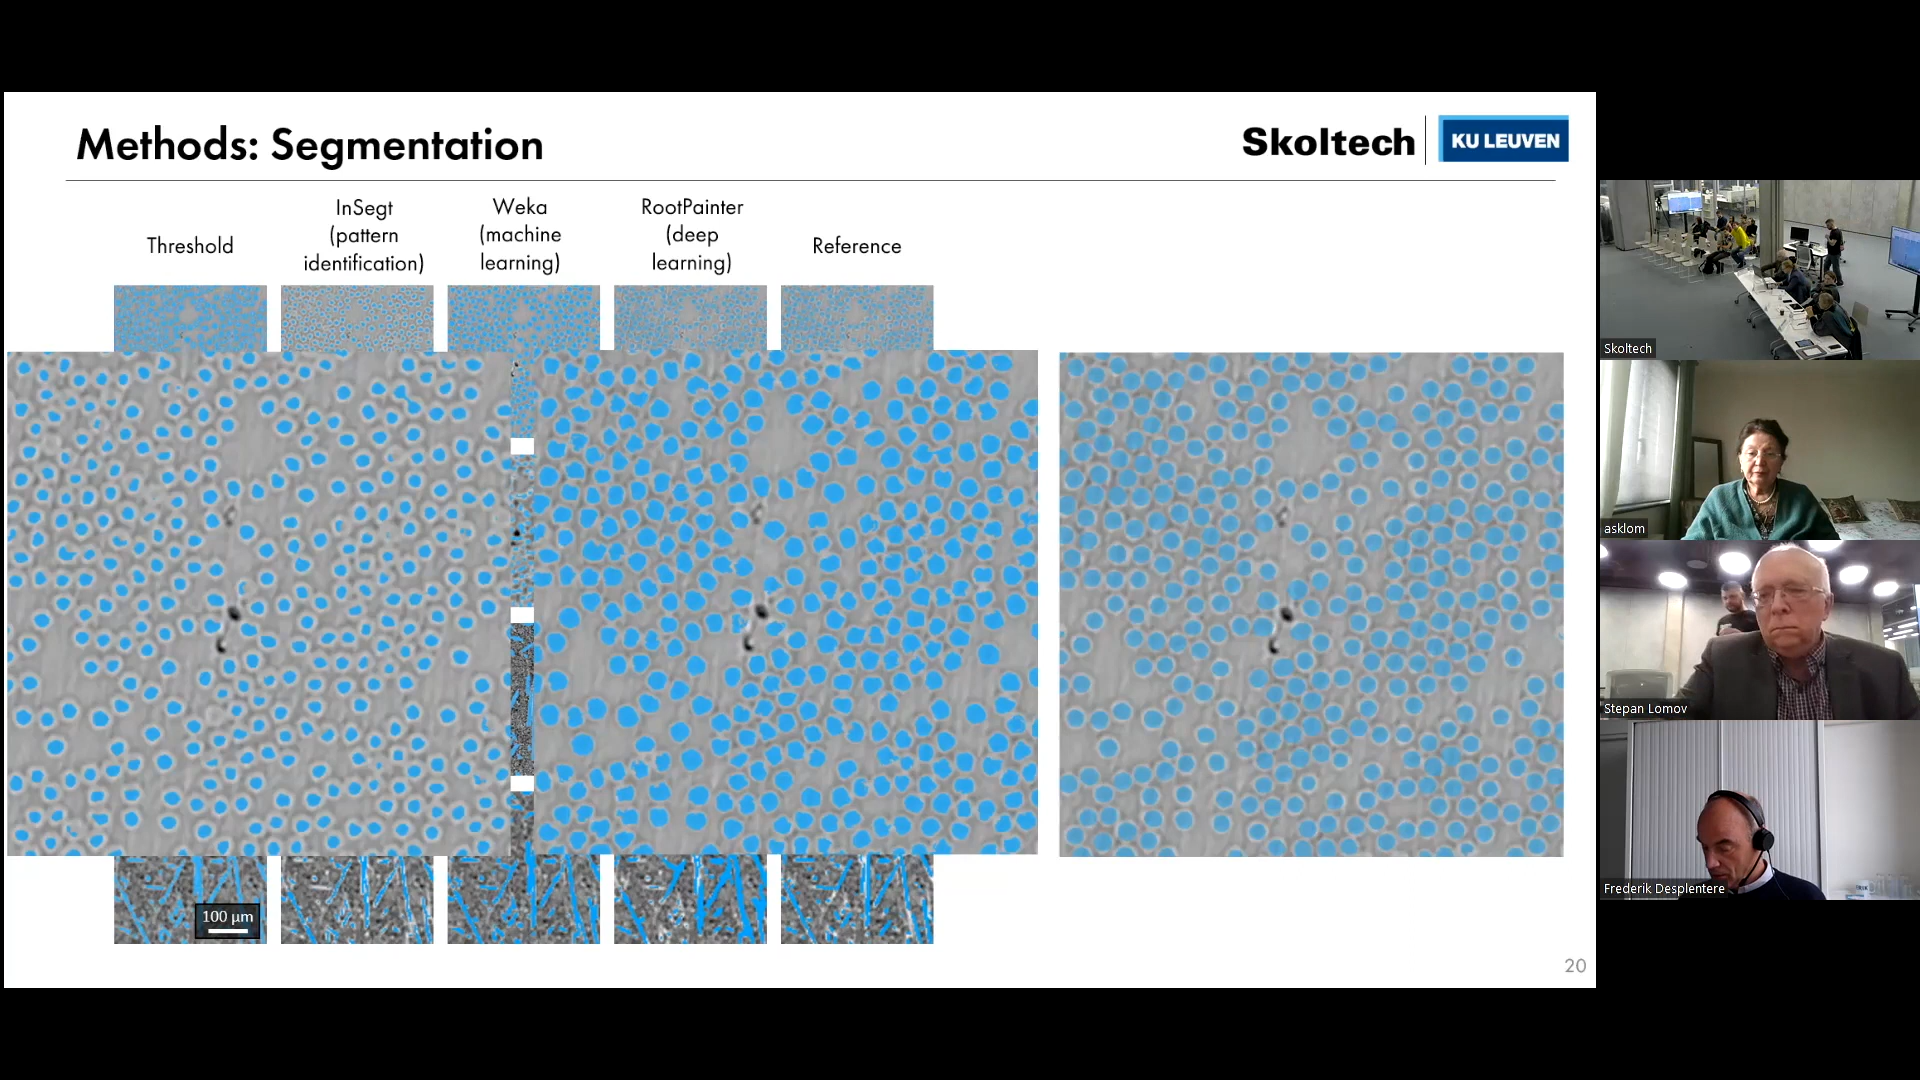 Methods: Segmentation
Skoltech
KU LEUVEN
Threshold
InSegt
(pattern
identification)
Weka
(machine
learning)
RootPainter
(deep
learning)
Reference
100 µm
20
Skoltech
asklom
Stepan Lomov
Frederik Desplentere